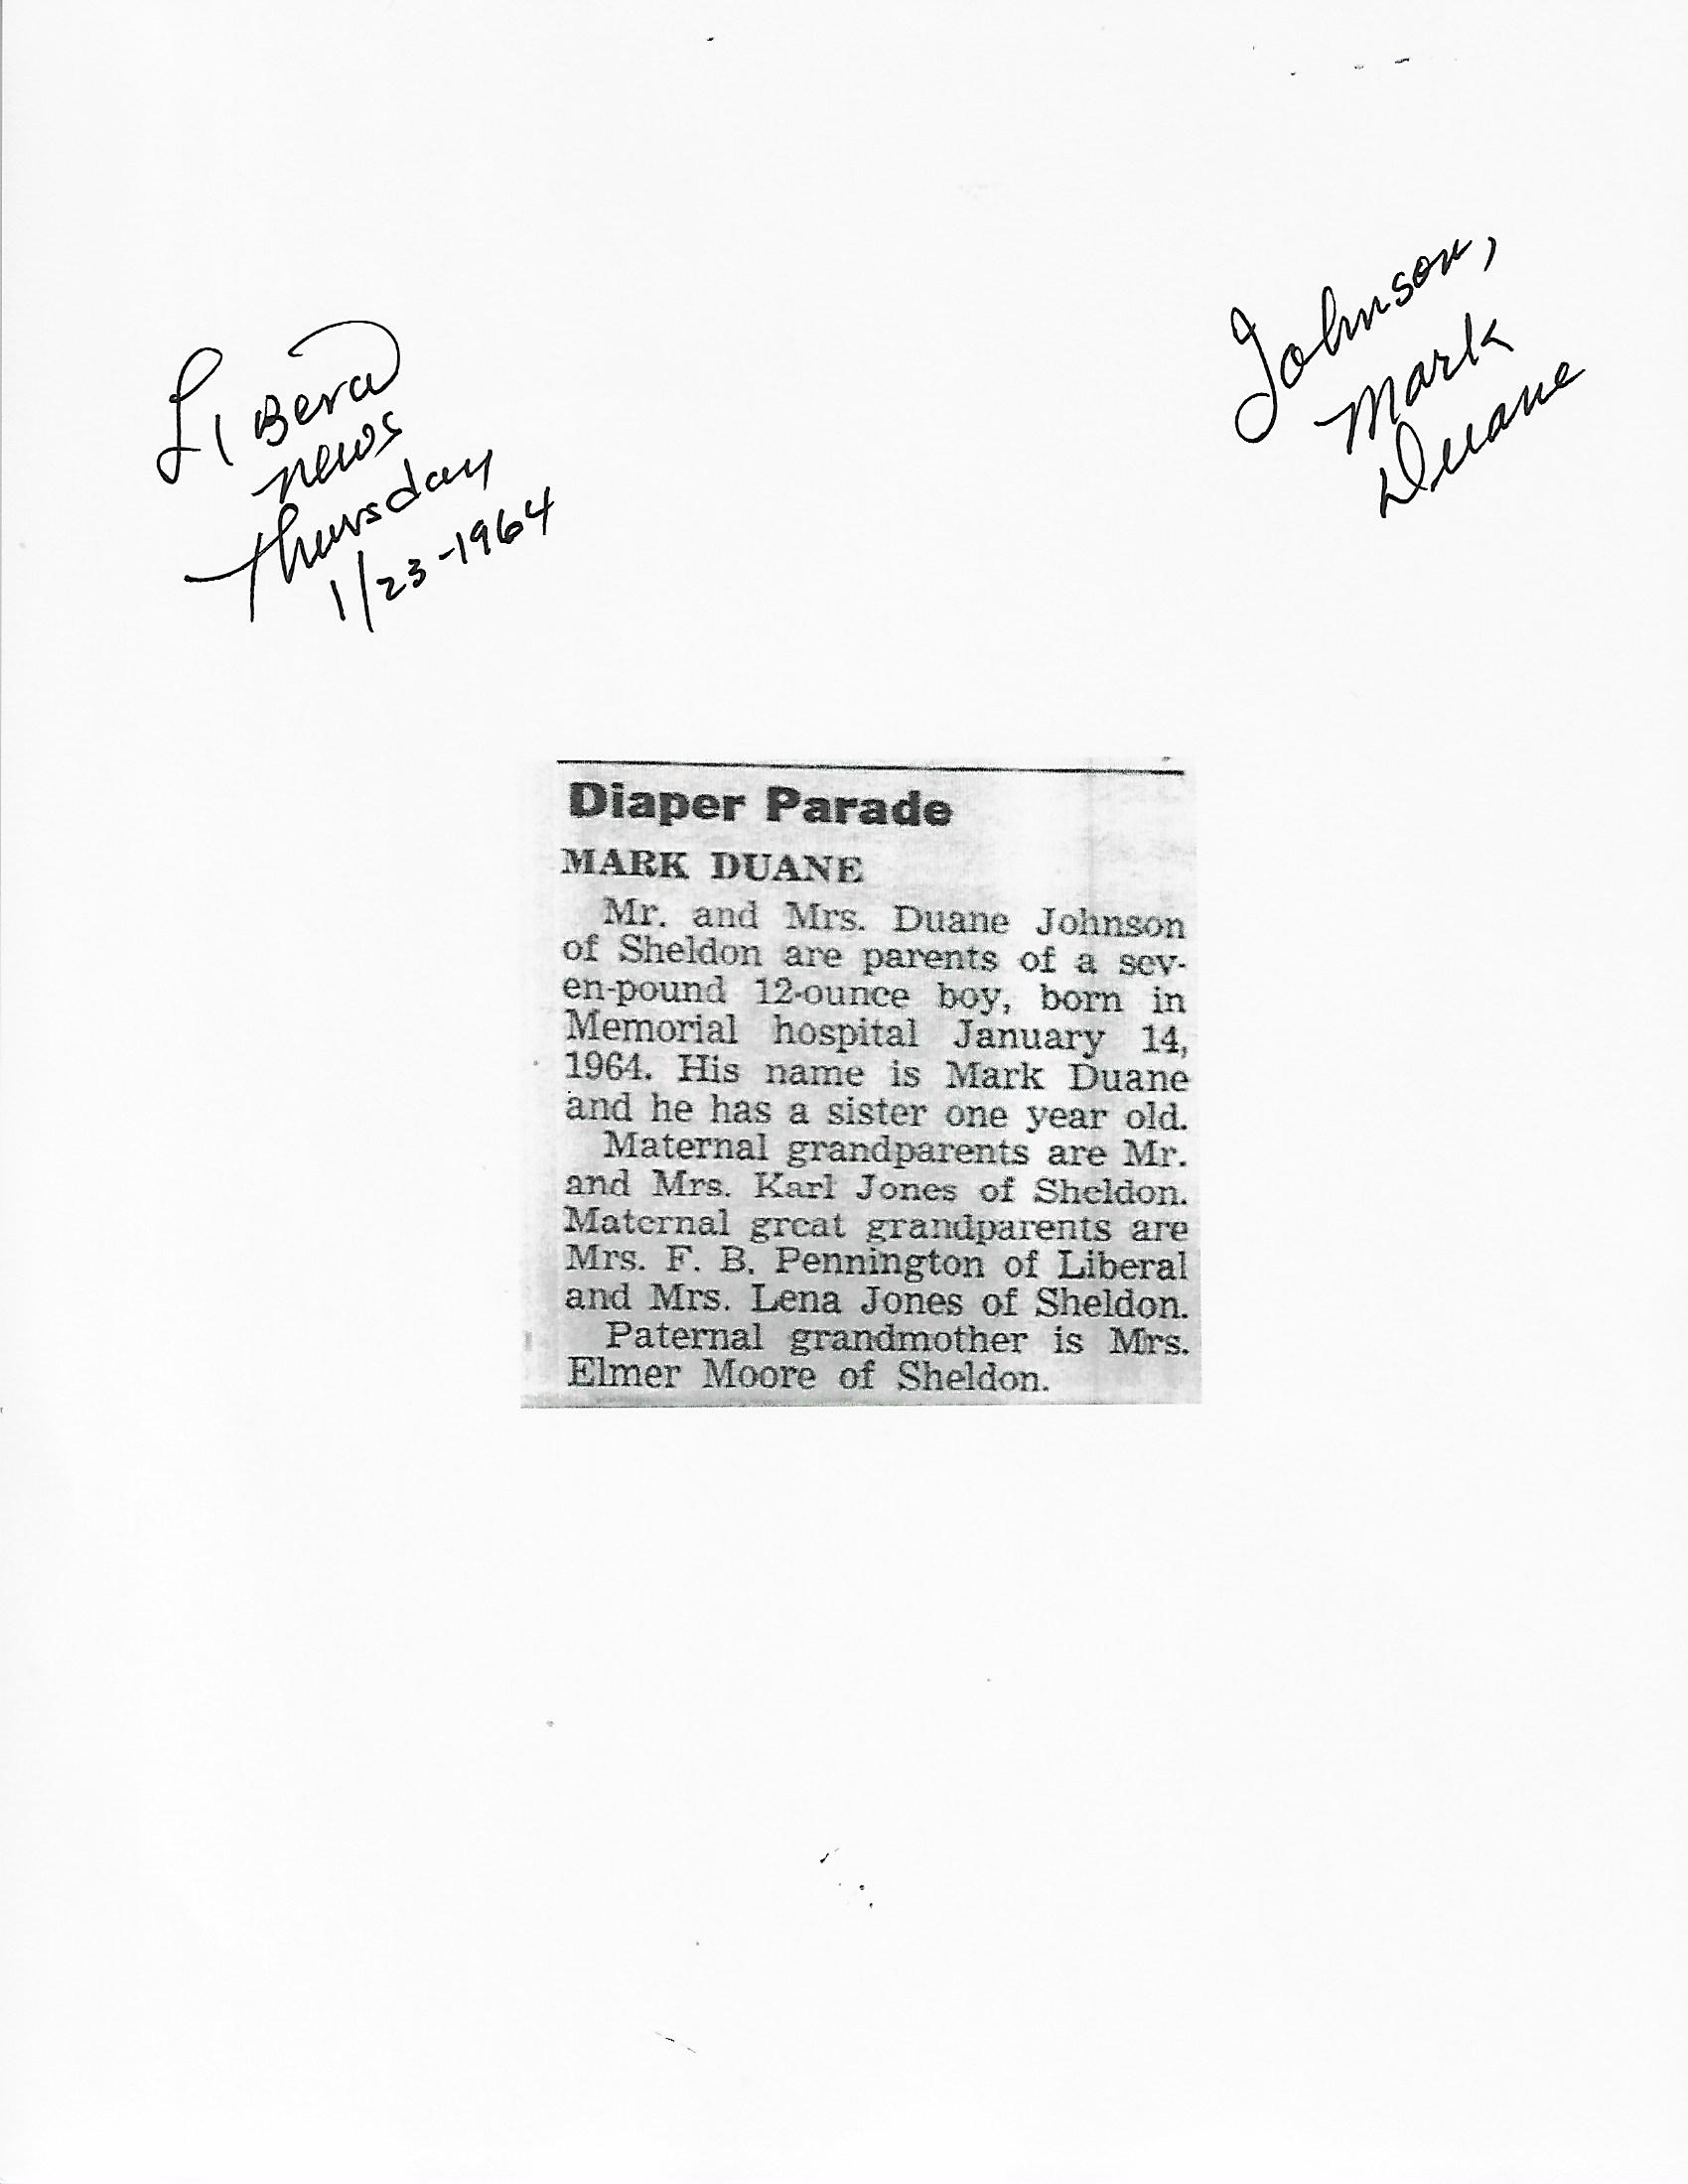 Liberal
news
Thursday
1/23-1964
Johnson,
Mark
Duane
Diaper Parade
MARK DUANE
Mr. and Mrs. Duane Johnson
of Sheldon are parents of a sev-
en-pound 12-ounce boy, born in
Memorial hospital January 14,
1964. His name is Mark Duane
and he has a sister one year old.
Maternal grandparents are Mr.
and Mrs. Karl Jones of Sheldon.
Maternal great grandparents are
Mrs. F. B. Pennington of Liberal
and Mrs. Lena Jones of Sheldon.
Paternal grandmother is Mrs.
Elmer Moore of Sheldon.